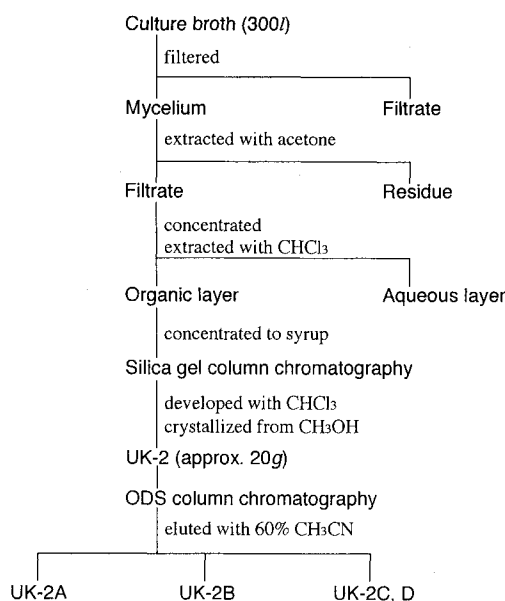 Culture broth (300l)
filtered
Mycelium Filtrate
extracted with acetone
Filtrate Residue
concentrated
extracted with CHCl₃
Organic layer Aqueous layer
concentrated to syrup
Silica gel column chromatography
developed with CHCl₃
crystallized from CH₃OH
UK-2 (approx. 20g)
ODS column chromatography
eluted with 60% CH₃CN
UK-2A UK-2B UK-2C, D